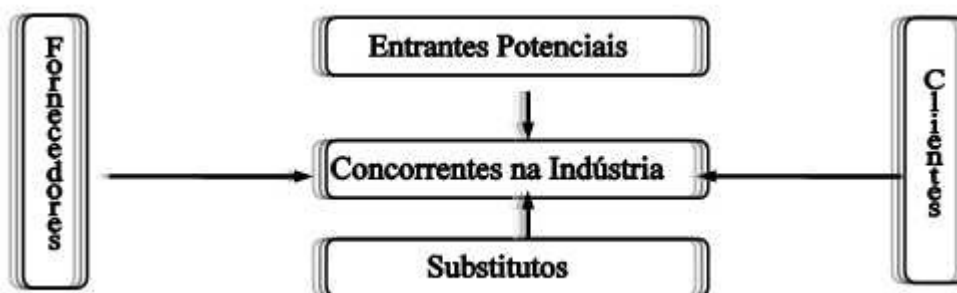 Fornecedores
Entrantes Potenciais
Concorrentes na Indústria
Substitutos
Clientes